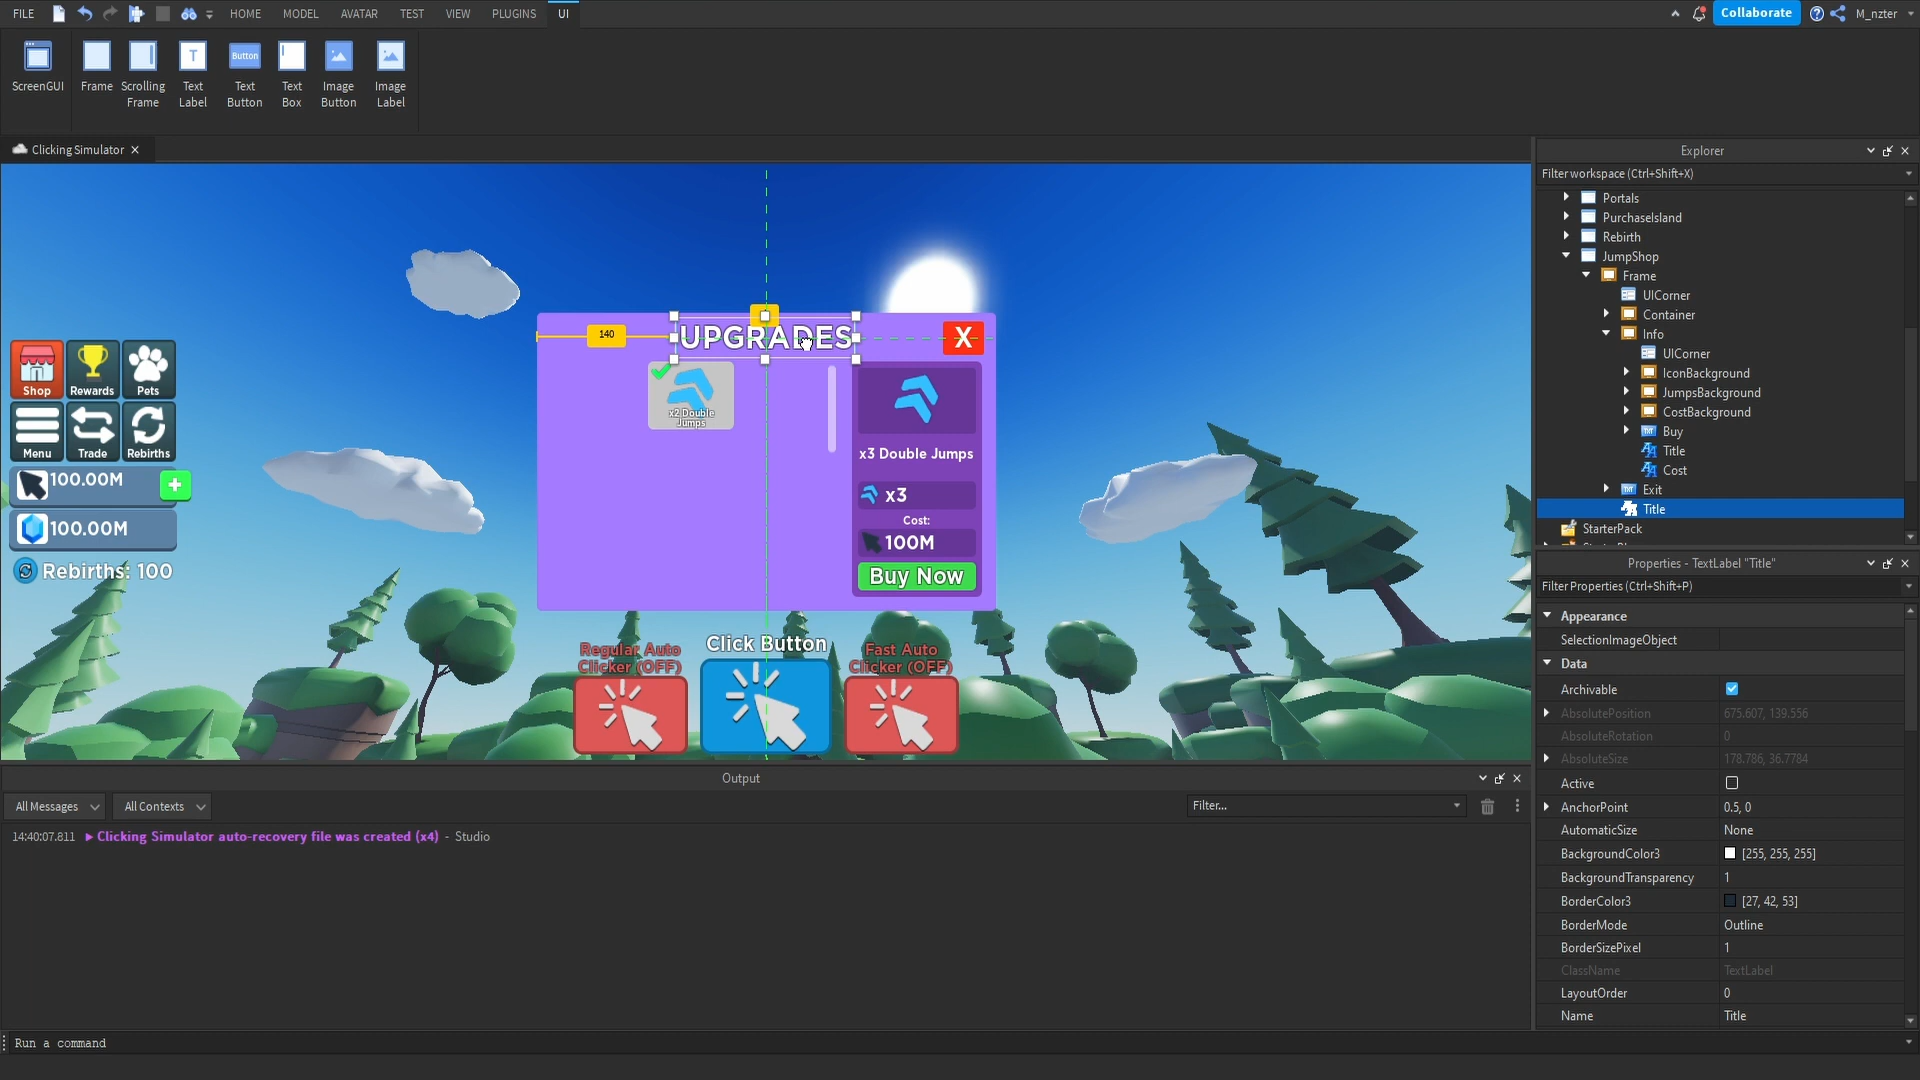 FILE
HOME
MODEL
AVATAR
TEST
VIEW
PLUGINS
UI
Collaborate
M_nzter
ScreenGUI
Frame
Scrolling
Frame
Text
Label
Button
Text
Button
Text
Box
Image
Button
Image
Label
T
Clicking Simulator
Explorer
Filter workspace (Ctrl+Shift+X)
Portals
PurchaseIsland
Rebirth
JumpShop
Frame
UICorner
Container
Info
UICorner
IconBackground
JumpsBackground
CostBackground
Buy
Title
Cost
Exit
Title
StarterPack
140
UPGRADES
X
x2 Double
Jumps
x3 Double Jumps
x3
Cost:
100M
Buy Now
Shop
Rewards
Pets
Menu
Trade
Rebirths
100.00M
+
100.00M
Rebirths: 100
Regular Auto
Clicker (OFF)
Click Button
Fast Auto
Clicker (OFF)
Properties - TextLabel "Title"
Filter Properties (Ctrl+Shift+P)
Appearance
SelectionImageObject
Data
Archivable
AbsolutePosition 675.607, 139.556
AbsoluteRotation 0
AbsoluteSize 178.786, 36.7784
Active
AnchorPoint 0.5, 0
AutomaticSize None
BackgroundColor3 [255, 255, 255]
BackgroundTransparency 1
BorderColor3 [27, 42, 53]
BorderMode Outline
BorderSizePixel 1
ClassName TextLabel
LayoutOrder 0
Name Title
Output
All Messages
All Contexts
Filter...
14:40:07.811 Clicking Simulator auto-recovery file was created (x4) - Studio
Run a command